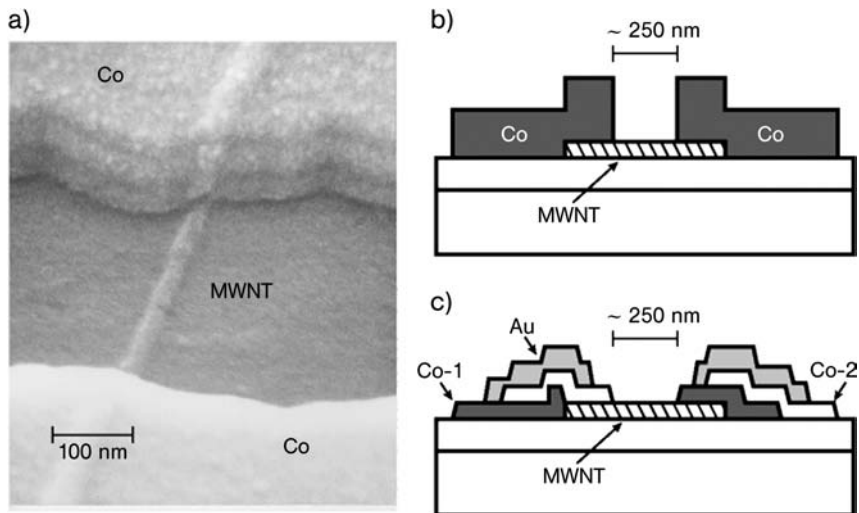 a)
Co
MWNT
100 nm
Co
b)
~ 250 nm
Co
Co
MWNT
c)
~ 250 nm
Au
Co-1
Co-2
MWNT